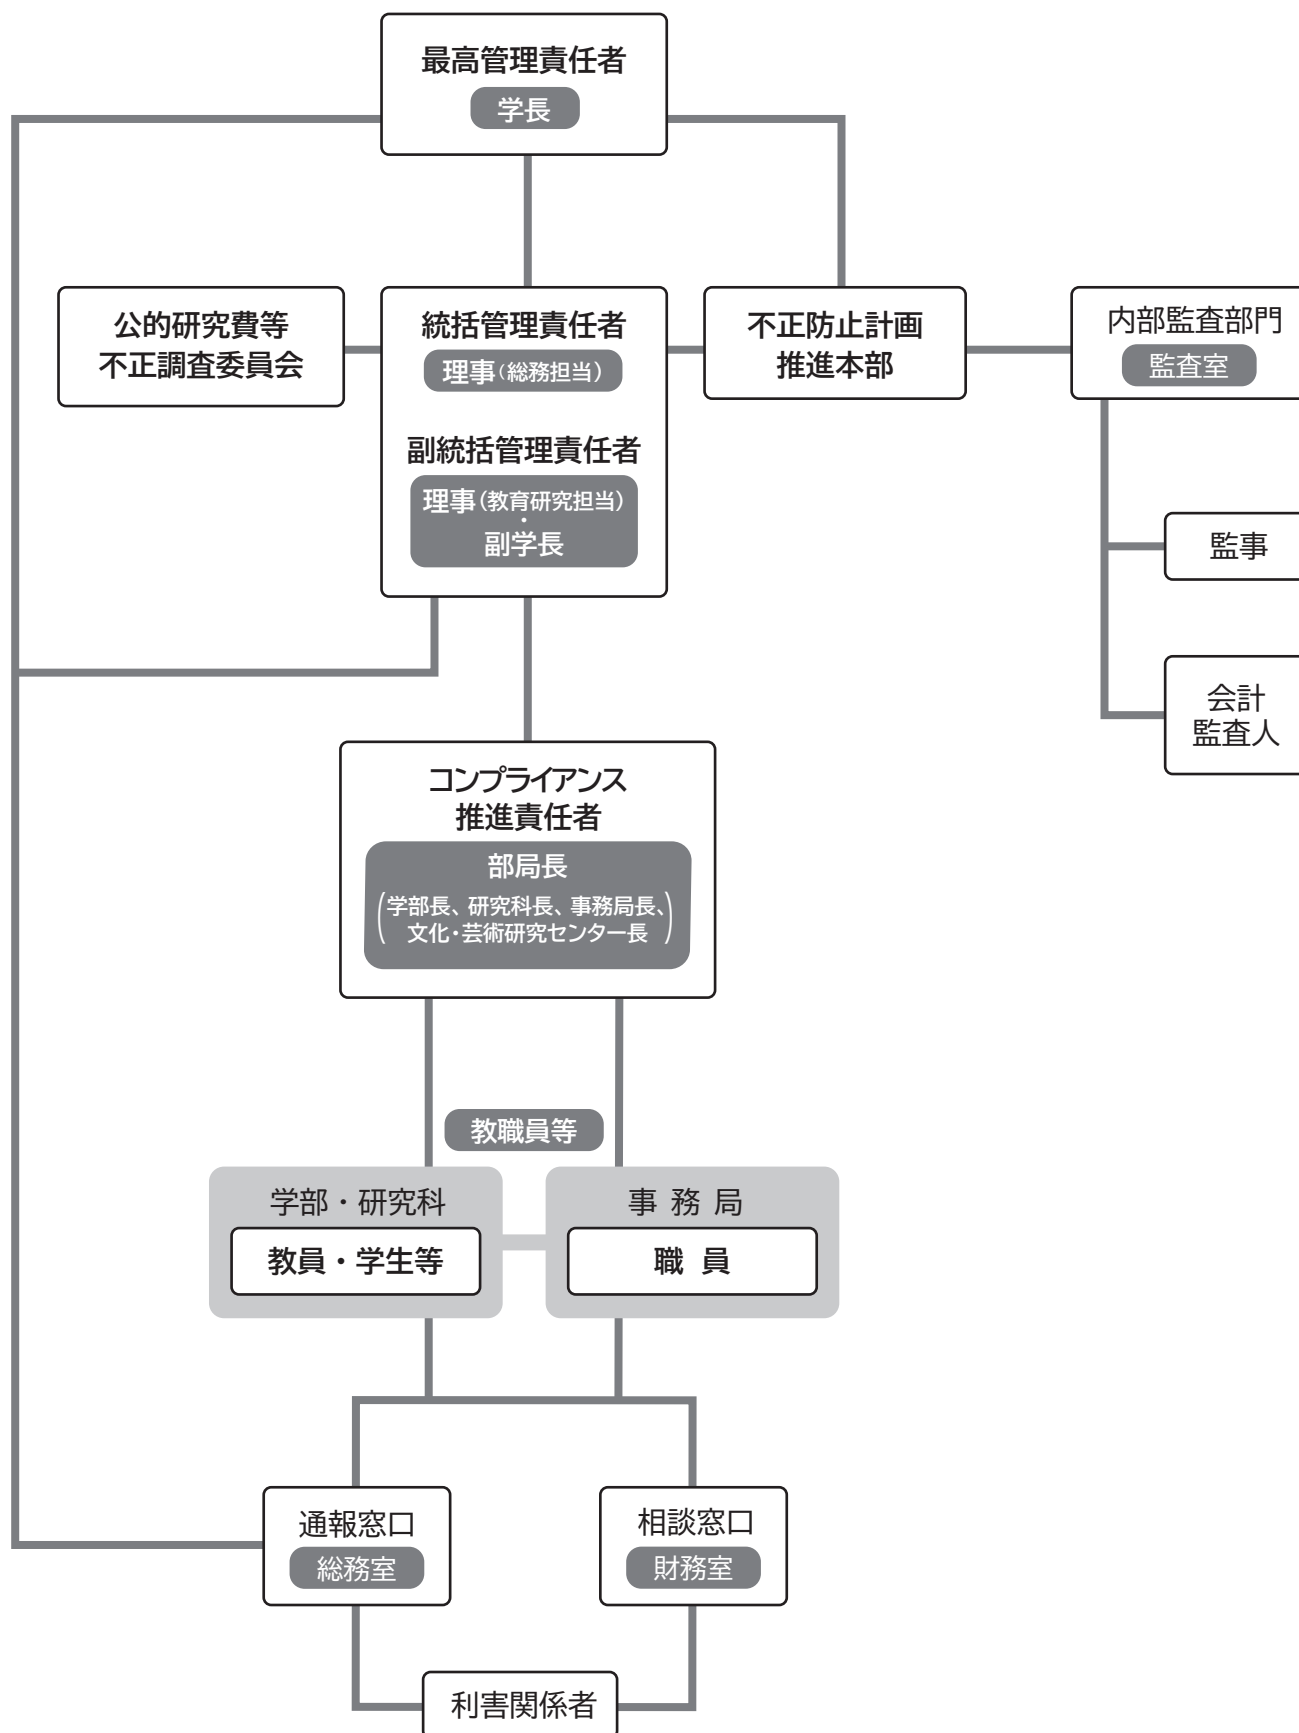 最高管理責任者
学長
公的研究費等
不正調査委員会
統括管理責任者
理事（総務担当）
副統括管理責任者
理事（教育研究担当）
・
副学長
不正防止計画
推進本部
内部監査部門
監査室
監事
会計
監査人
コンプライアンス
推進責任者
部局長
（学部長、研究科長、事務局長、
文化・芸術研究センター長）
教職員等
学部・研究科
教員・学生等
事 務 局
職 員
通報窓口
総務室
相談窓口
財務室
利害関係者